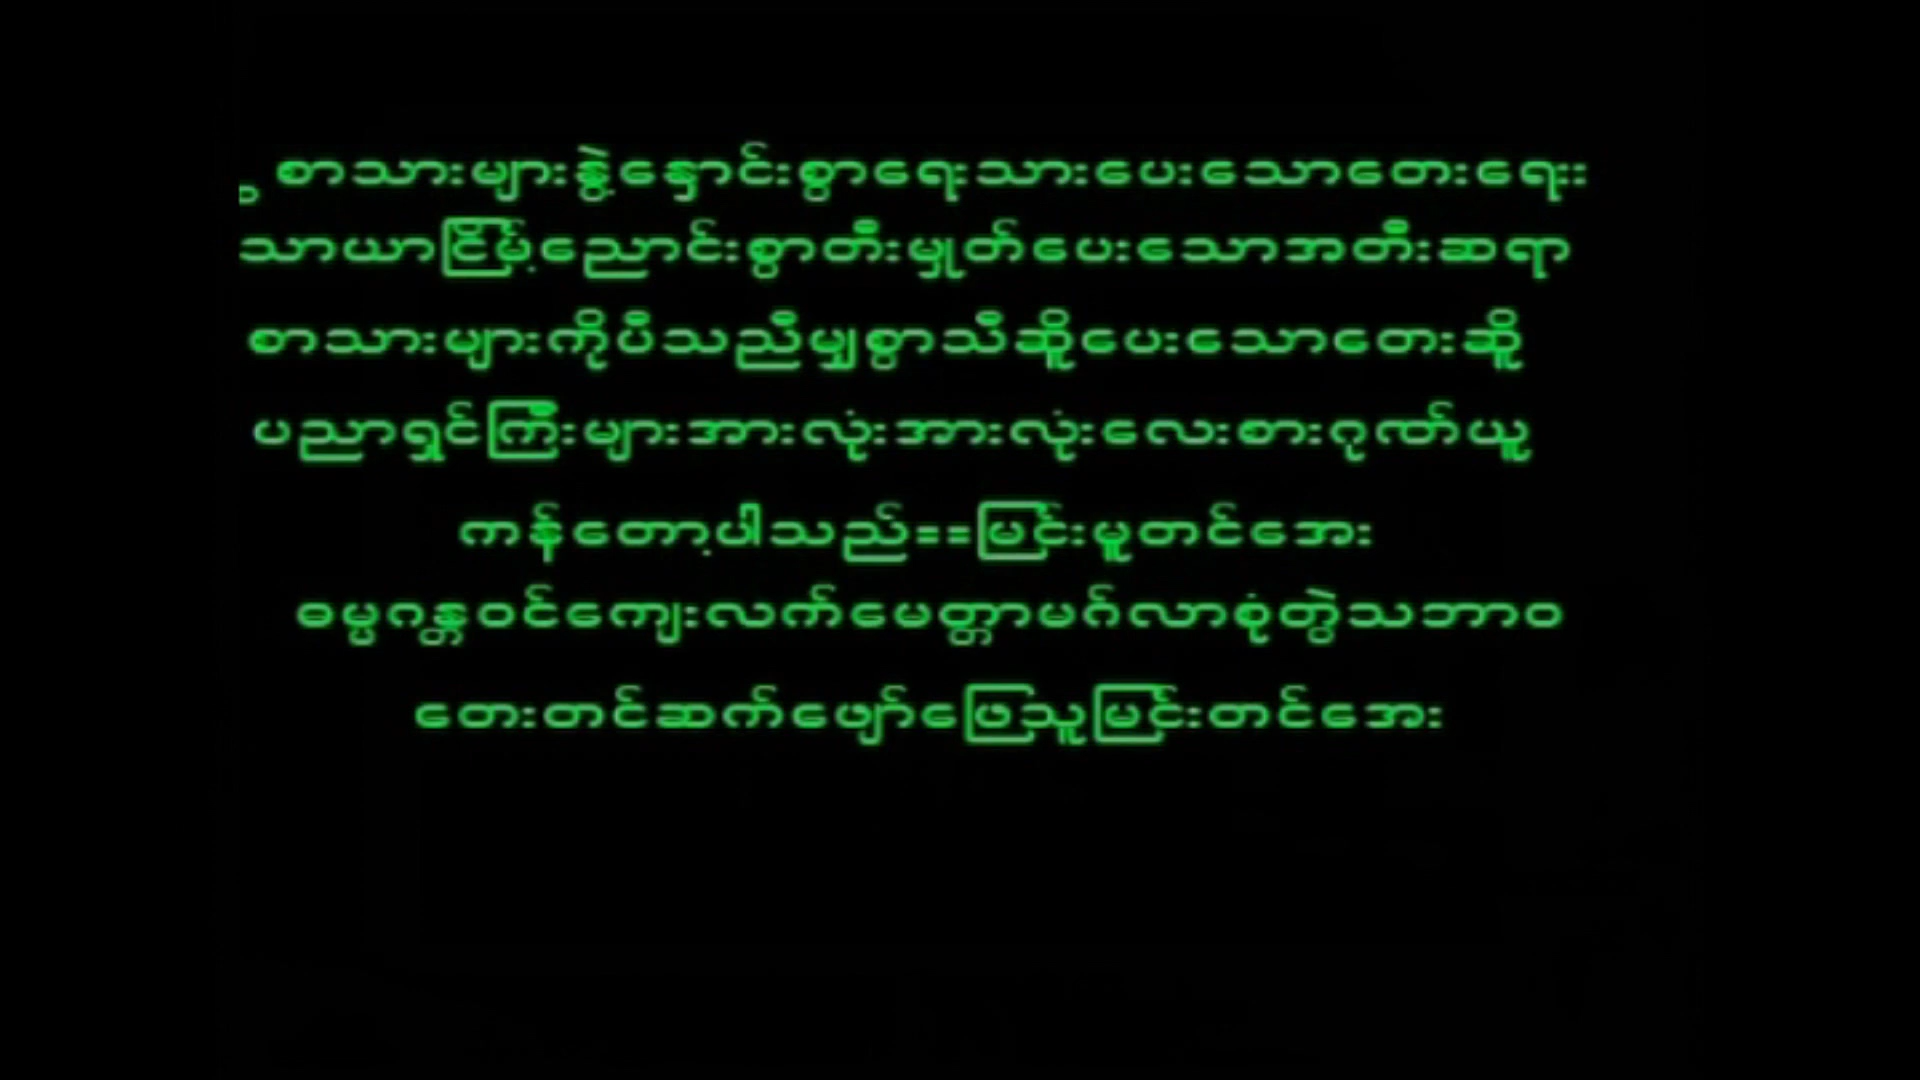 စာသားများနွဲ့နှောင်းစွာရေးသားပေးသောတေးရေးး
သာယာငြိမ့်ညောင်းစွာတီးမှုတ်ပေးသောအတီးဆရာ
စာသားများကိုပီသညီမျှစွာသီဆိူပေးသောတေးဆိူ
ပညာရှင်ကြီးများအားလုံးအားလုံးလေးစားဂုဏ်ယူ
ကန်တော့ပါသည်==မြင်းမူတင်အေး
ဓမ္မဂန္တဝင်ကျေးလက်မေတ္တာမဂ်လာစုံတွဲသဘာဝ
တေးတင်ဆက်ဖျော်ဖြေသူမြင်းတင်အေး